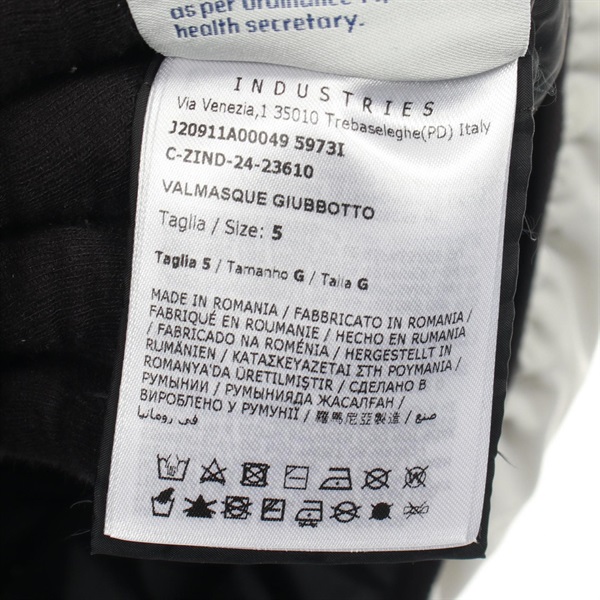 as per Ordinance
health secretary.
INDUSTRIES
Via Venezia,1 35010 Trebaseleghe(PD) Italy
J20911A00049 5973I
C-ZIND-24-23610
VALMASQUE GIUBBOTTO
Taglia / Size: 5
Taglia 5 / Tamanho G / Talla G
MADE IN ROMANIA / FABBRICATO IN ROMANIA /
FABRIQUÉ EN ROUMANIE / HECHO EN RUMANIA
/ FABRICADO NA ROMÉNIA / HERGESTELLT IN
RUMÄNIEN / ΚΑΤΑΣΚΕΥΑΖΕΤΑΙ ΣΤΗ ΡΟΥΜΑΝΙΑ /
ROMANYA'DA ÜRETILMIŞTIR / СДЕЛАНО В
РУМЫНИИ / РУМЫНИЯДА ЖАСАЛҒАН /
ВИРОБЛЕНО У РУМУНІЇ / 羅馬尼亞製造 / صنع
في رومانيا